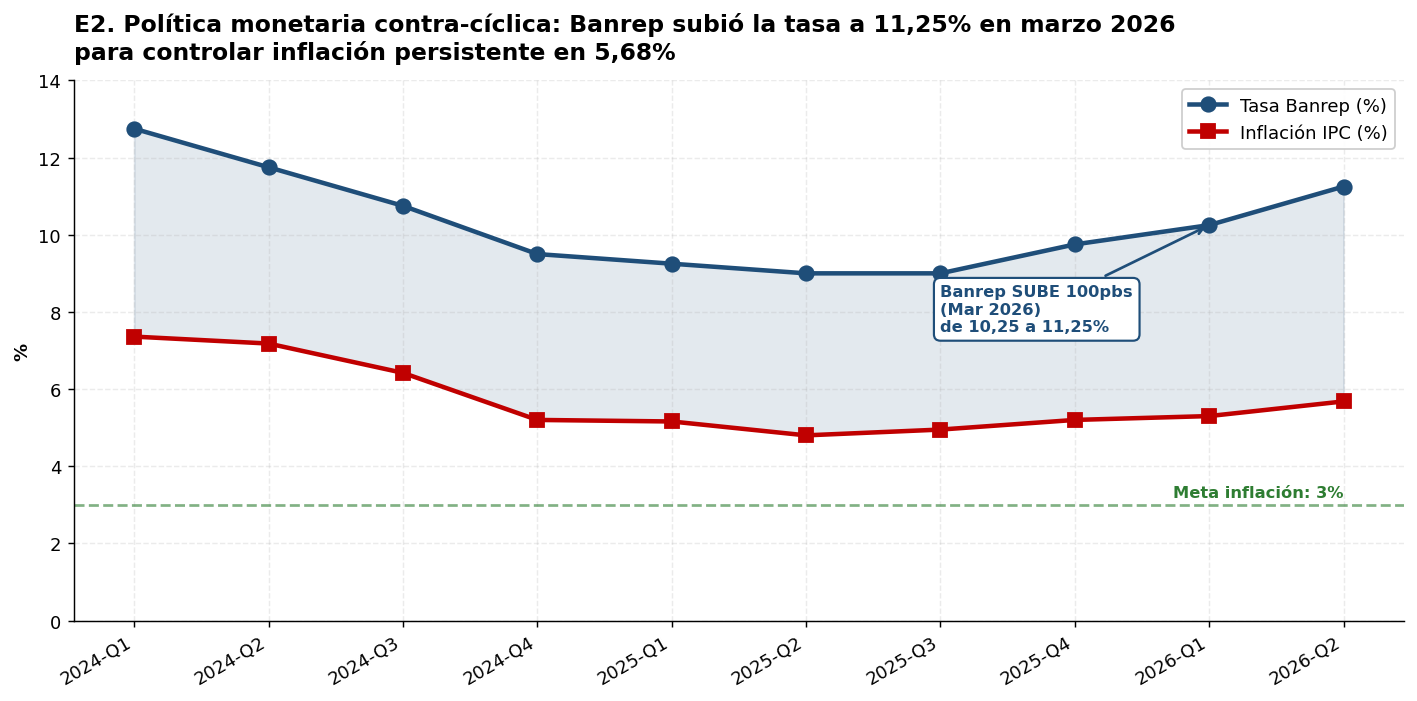 E2. Política monetaria contra-cíclica: Banrep subió la tasa a 11,25% en marzo 2026
para controlar inflación persistente en 5,68%
14
12
10
8
6
4
2
0
%
Tasa Banrep (%)
Inflación IPC (%)
Banrep SUBE 100pbs
(Mar 2026)
de 10,25 a 11,25%
Meta inflación: 3%
2024-Q1
2024-Q2
2024-Q3
2024-Q4
2025-Q1
2025-Q2
2025-Q3
2025-Q4
2026-Q1
2026-Q2